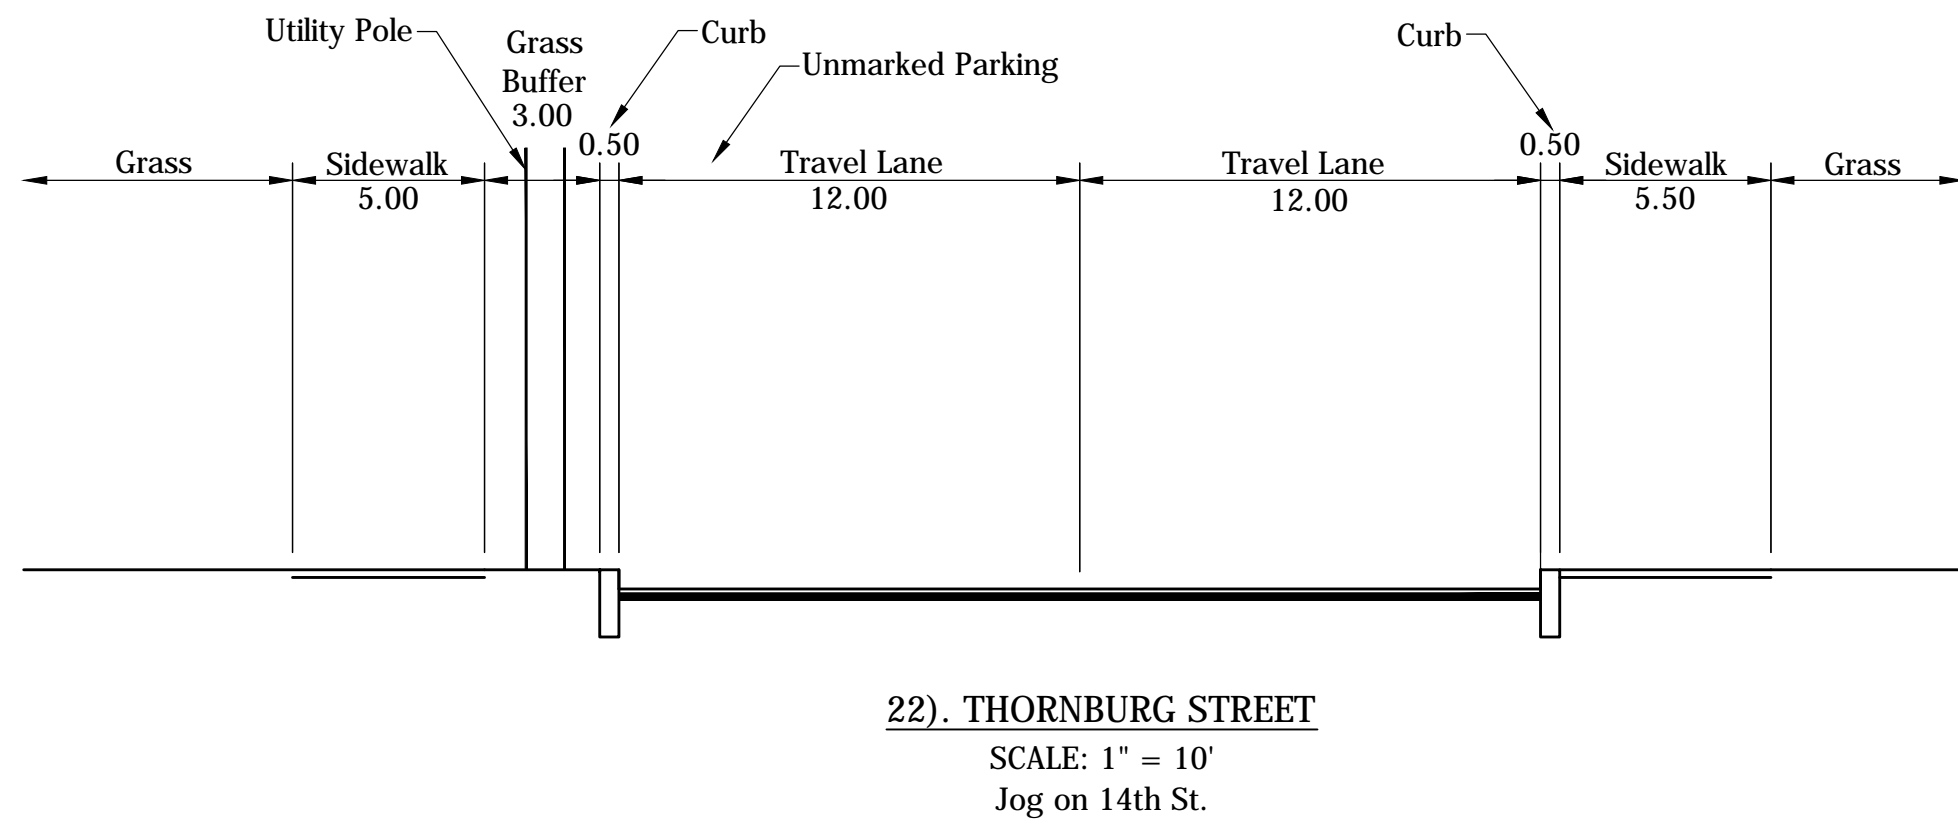 Utility Pole
Grass
Buffer
3.00
Curb
0.50
Unmarked Parking
Curb
0.50
Grass
Sidewalk
5.00
Travel Lane
12.00
Travel Lane
12.00
Sidewalk
5.50
Grass
22). THORNBURG STREET
SCALE: 1" = 10'
Jog on 14th St.